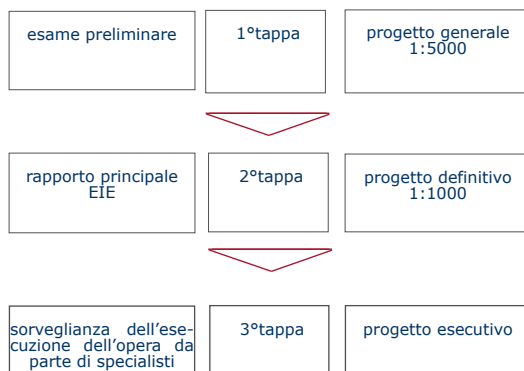 esame preliminare
1°tappa
progetto generale
1:5000
rapporto principale
EIE
2°tappa
progetto definitivo
1:1000
sorveglianza dell'ese-
cuzione dell'opera da
parte di specialisti
3°tappa
progetto esecutivo